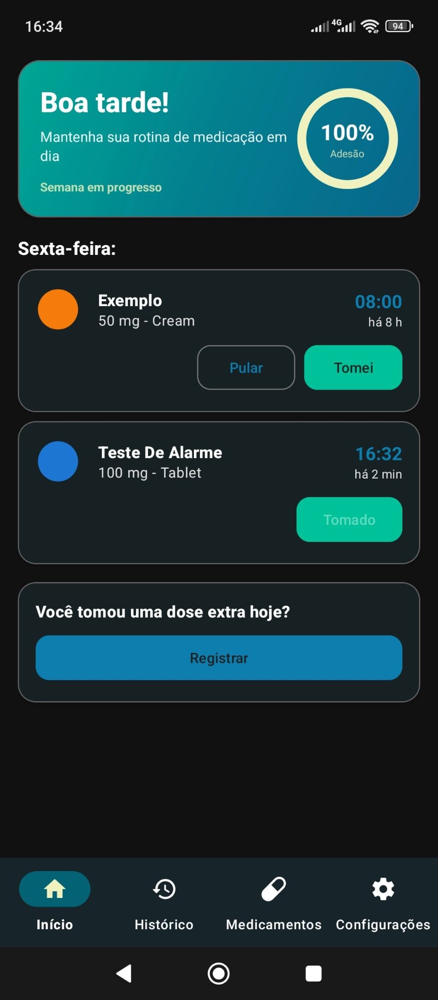 16:34
4G
94
Boa tarde!
Mantenha sua rotina de medicação em
dia
Semana em progresso
100%
Adesão
Sexta-feira:
Exemplo
50 mg - Cream
08:00
há 8 h
Pular
Tomei
Teste De Alarme
100 mg - Tablet
16:32
há 2 min
Tomado
Você tomou uma dose extra hoje?
Registrar
Início
Histórico
Medicamentos
Configurações